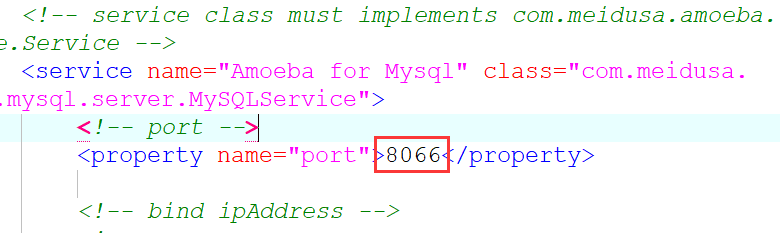 <!-- service class must implements com.meidusa.amoeba.
e.Service -->
<service name="Amoeba for Mysql" class="com.meidusa.
.mysql.server.MySQLService">
<!-- port -->
<property name="port">8066</property>
<!-- bind ipAddress -->